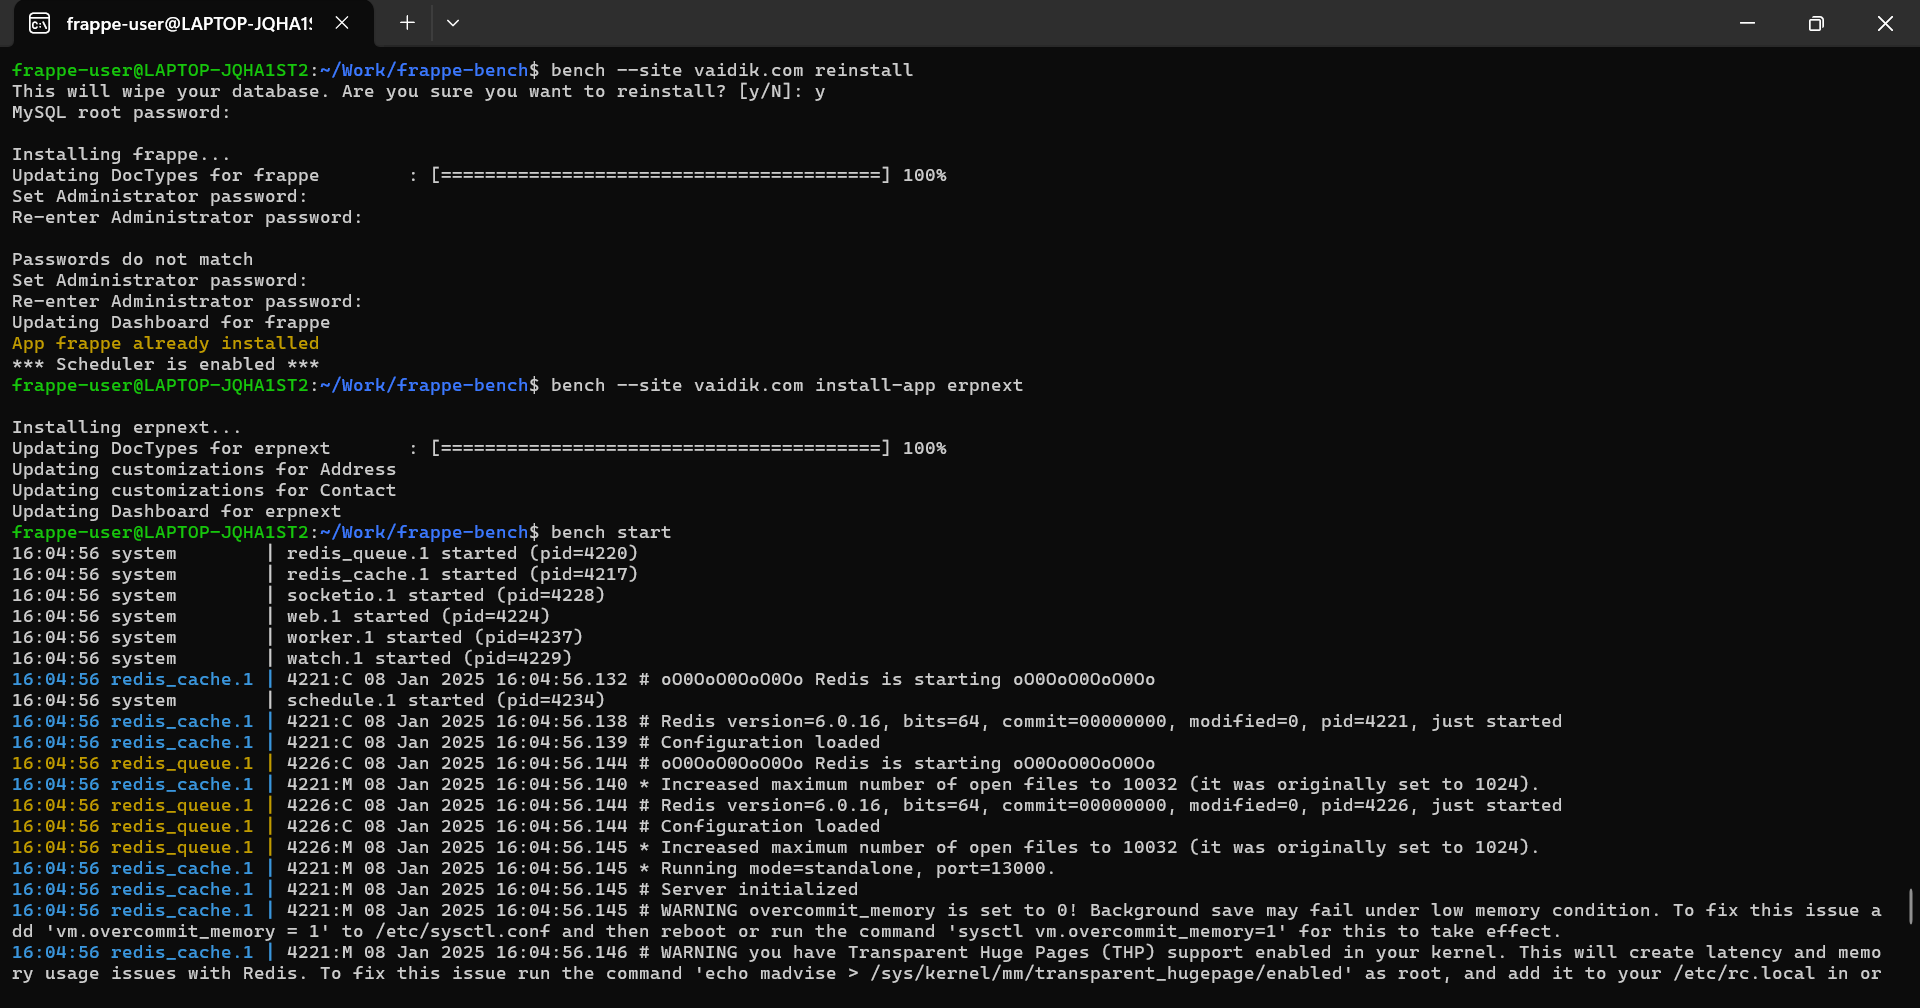 frappe-user@LAPTOP-JQHA1S
frappe-user@LAPTOP-JQHA1ST2:~/Work/frappe-bench$ bench --site vaidik.com reinstall
This will wipe your database. Are you sure you want to reinstall? [y/N]: y
MySQL root password:
Installing frappe...
Updating DocTypes for frappe        : [========================================] 100%
Set Administrator password:
Re-enter Administrator password:
Passwords do not match
Set Administrator password:
Re-enter Administrator password:
Updating Dashboard for frappe
App frappe already installed
*** Scheduler is enabled ***
frappe-user@LAPTOP-JQHA1ST2:~/Work/frappe-bench$ bench --site vaidik.com install-app erpnext
Installing erpnext...
Updating DocTypes for erpnext       : [========================================] 100%
Updating customizations for Address
Updating customizations for Contact
Updating Dashboard for erpnext
frappe-user@LAPTOP-JQHA1ST2:~/Work/frappe-bench$ bench start
16:04:56 system        | redis_queue.1 started (pid=4220)
16:04:56 system        | redis_cache.1 started (pid=4217)
16:04:56 system        | socketio.1 started (pid=4228)
16:04:56 system        | web.1 started (pid=4224)
16:04:56 system        | worker.1 started (pid=4237)
16:04:56 system        | watch.1 started (pid=4229)
16:04:56 redis_cache.1 | 4221:C 08 Jan 2025 16:04:56.132 # oO0OoO0OoO0Oo Redis is starting oO0OoO0OoO0Oo
16:04:56 system        | schedule.1 started (pid=4234)
16:04:56 redis_cache.1 | 4221:C 08 Jan 2025 16:04:56.138 # Redis version=6.0.16, bits=64, commit=00000000, modified=0, pid=4221, just started
16:04:56 redis_cache.1 | 4221:C 08 Jan 2025 16:04:56.139 # Configuration loaded
16:04:56 redis_queue.1 | 4226:C 08 Jan 2025 16:04:56.144 # oO0OoO0OoO0Oo Redis is starting oO0OoO0OoO0Oo
16:04:56 redis_cache.1 | 4221:M 08 Jan 2025 16:04:56.140 * Increased maximum number of open files to 10032 (it was originally set to 1024).
16:04:56 redis_queue.1 | 4226:C 08 Jan 2025 16:04:56.144 # Redis version=6.0.16, bits=64, commit=00000000, modified=0, pid=4226, just started
16:04:56 redis_queue.1 | 4226:C 08 Jan 2025 16:04:56.144 # Configuration loaded
16:04:56 redis_queue.1 | 4226:M 08 Jan 2025 16:04:56.145 * Increased maximum number of open files to 10032 (it was originally set to 1024).
16:04:56 redis_cache.1 | 4221:M 08 Jan 2025 16:04:56.145 * Running mode=standalone, port=13000.
16:04:56 redis_cache.1 | 4221:M 08 Jan 2025 16:04:56.145 # Server initialized
16:04:56 redis_cache.1 | 4221:M 08 Jan 2025 16:04:56.145 # WARNING overcommit_memory is set to 0! Background save may fail under low memory condition. To fix this issue a
dd 'vm.overcommit_memory = 1' to /etc/sysctl.conf and then reboot or run the command 'sysctl vm.overcommit_memory=1' for this to take effect.
16:04:56 redis_cache.1 | 4221:M 08 Jan 2025 16:04:56.146 # WARNING you have Transparent Huge Pages (THP) support enabled in your kernel. This will create latency and memo
ry usage issues with Redis. To fix this issue run the command 'echo madvise > /sys/kernel/mm/transparent_hugepage/enabled' as root, and add it to your /etc/rc.local in or